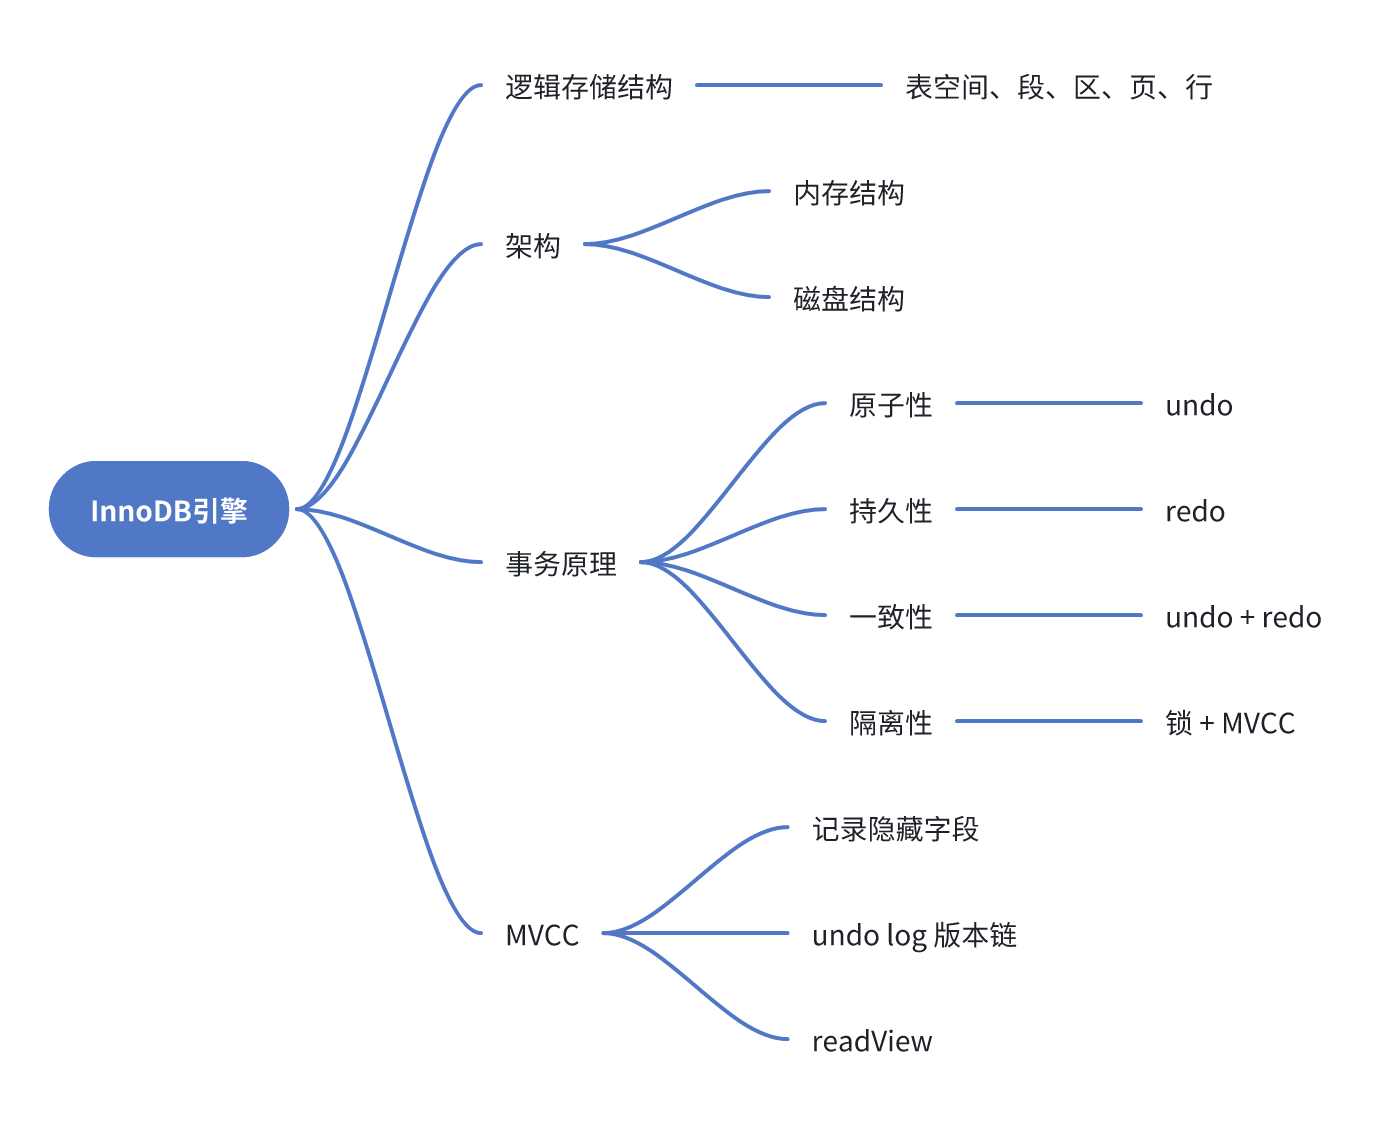 InnoDB引擎
逻辑存储结构
表空间、段、区、页、行
架构
内存结构
磁盘结构
事务原理
原子性
undo
持久性
redo
一致性
undo + redo
隔离性
锁 + MVCC
MVCC
记录隐藏字段
undo log 版本链
readView